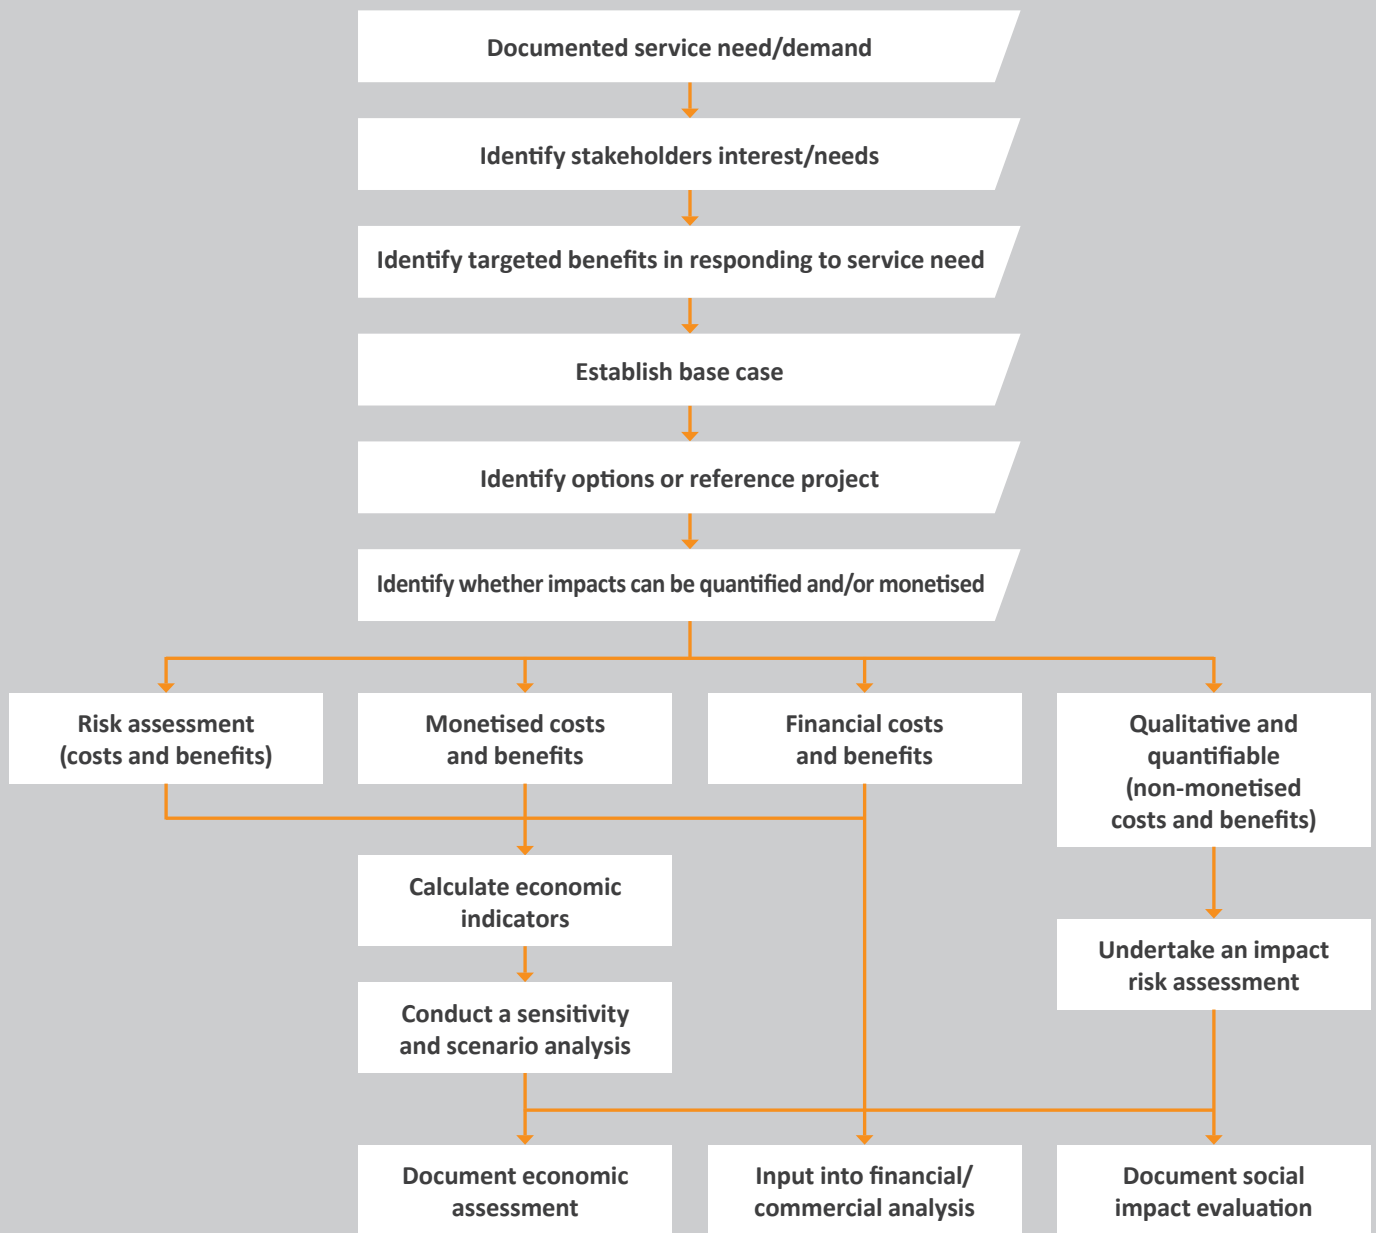 Documented service need/demand
Identify stakeholders interest/needs
Identify targeted benefits in responding to service need
Establish base case
Identify options or reference project
Identify whether impacts can be quantified and/or monetised
Risk assessment
(costs and benefits)
Monetised costs
and benefits
Financial costs
and benefits
Qualitative and
quantifiable
(non-monetised
costs and benefits)
Calculate economic
indicators
Undertake an impact
risk assessment
Conduct a sensitivity
and scenario analysis
Document economic
assessment
Input into financial/
commercial analysis
Document social
impact evaluation